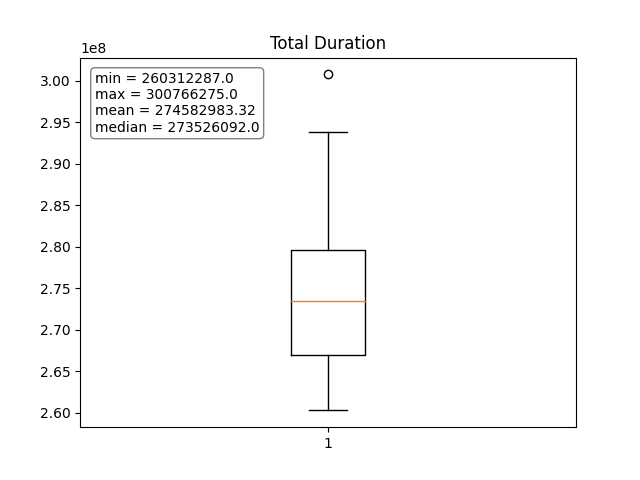 Total Duration
1e8
min = 260312287.0
max = 300766275.0
mean = 274582983.32
median = 273526092.0
3.00
2.95
2.90
2.85
2.80
2.75
2.70
2.65
2.60
1